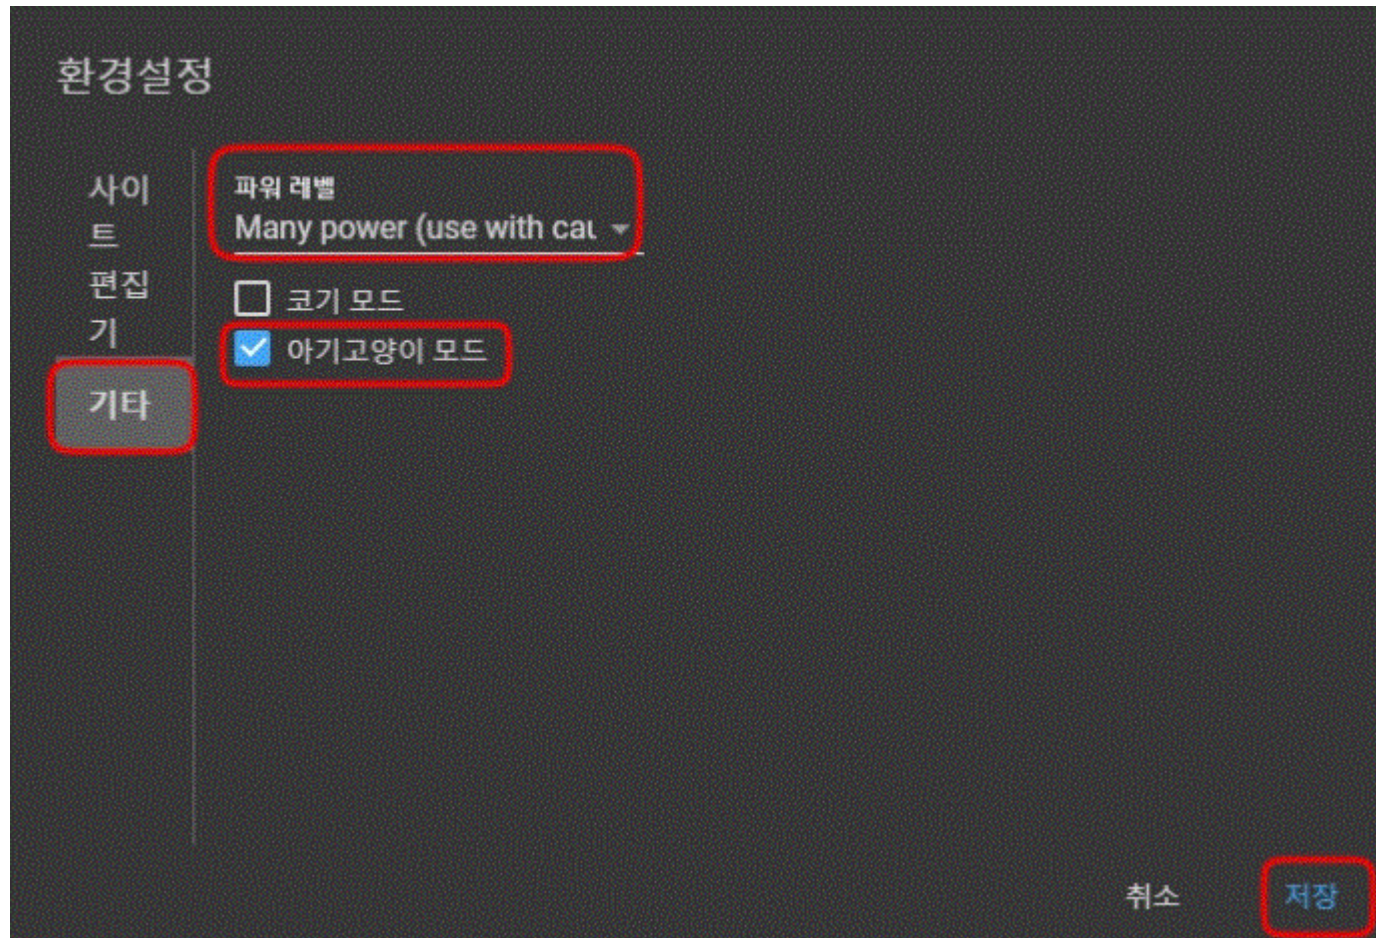 환경설정
사이
트
편집
기
기타
파워 레벨
Many power (use with cau
코기 모드
아기고양이 모드
취소
저장